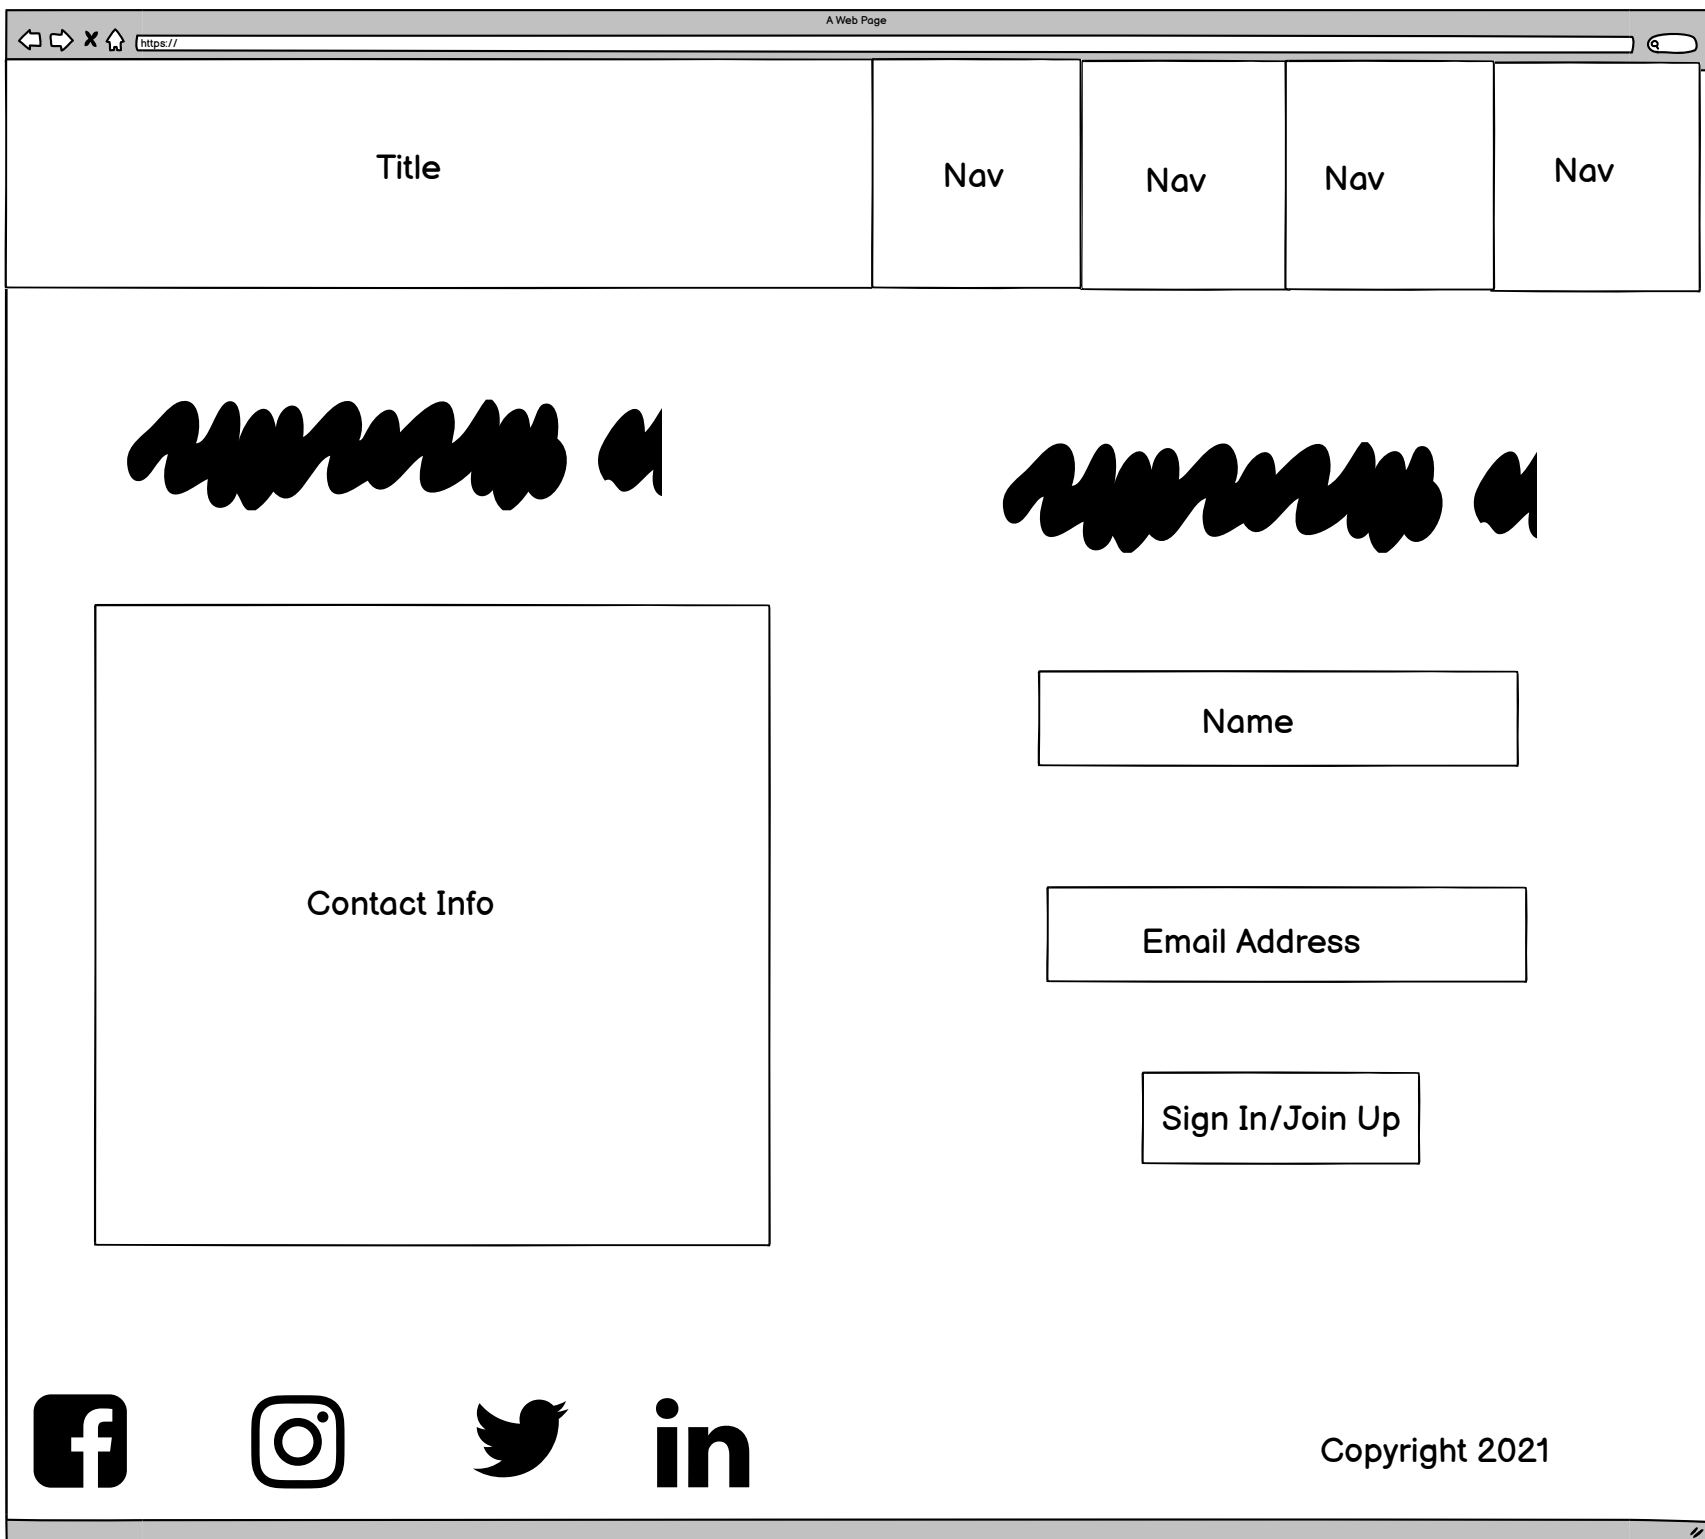 A Web Page
https://
Title
Nav
Nav
Nav
Nav
Contact Info
Name
Email Address
Sign In/Join Up
Copyright 2021